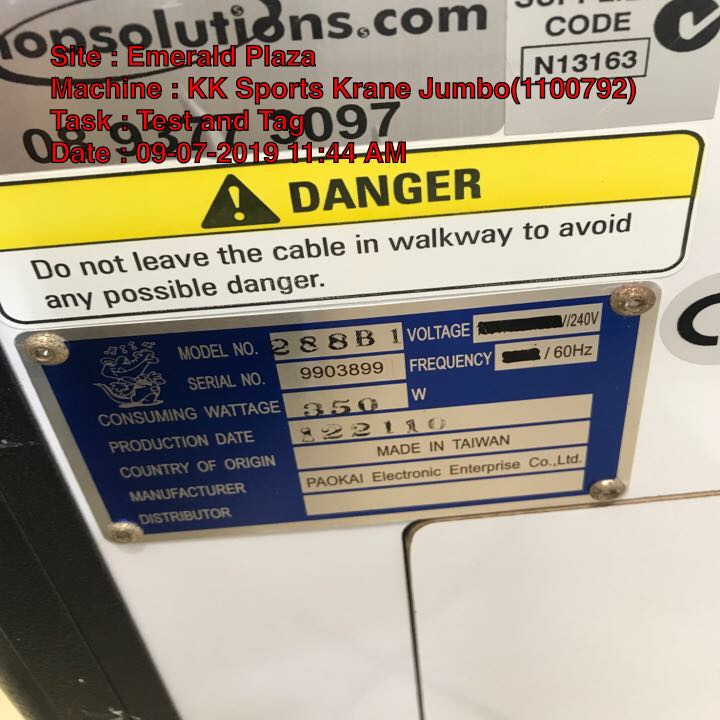 ionsolutions.com
CODE
N13163
Site : Emerald Plaza
Machine : KK Sports Krane Jumbo(1100792)
Task : Test and Tag
Date : 09-07-2019 11:44 AM
08 9377 3097
DANGER
Do not leave the cable in walkway to avoid
any possible danger.
MODEL NO. 288B1
VOLTAGE /240V
SERIAL NO. 9903899
FREQUENCY / 60Hz
CONSUMING WATTAGE 350 W
PRODUCTION DATE 122110
COUNTRY OF ORIGIN MADE IN TAIWAN
MANUFACTURER PAOKAI Electronic Enterprise Co.,Ltd.
DISTRIBUTOR